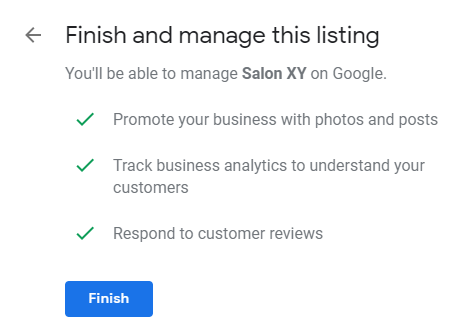 Finish and manage this listing
You'll be able to manage Salon XY on Google.
Promote your business with photos and posts
Track business analytics to understand your
customers
Respond to customer reviews
Finish